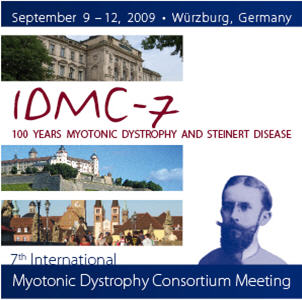 September 9 – 12, 2009 • Würzburg, Germany
IDMC-7
100 YEARS MYOTONIC DYSTROPHY AND STEINERT DISEASE
7th International
Myotonic Dystrophy Consortium Meeting